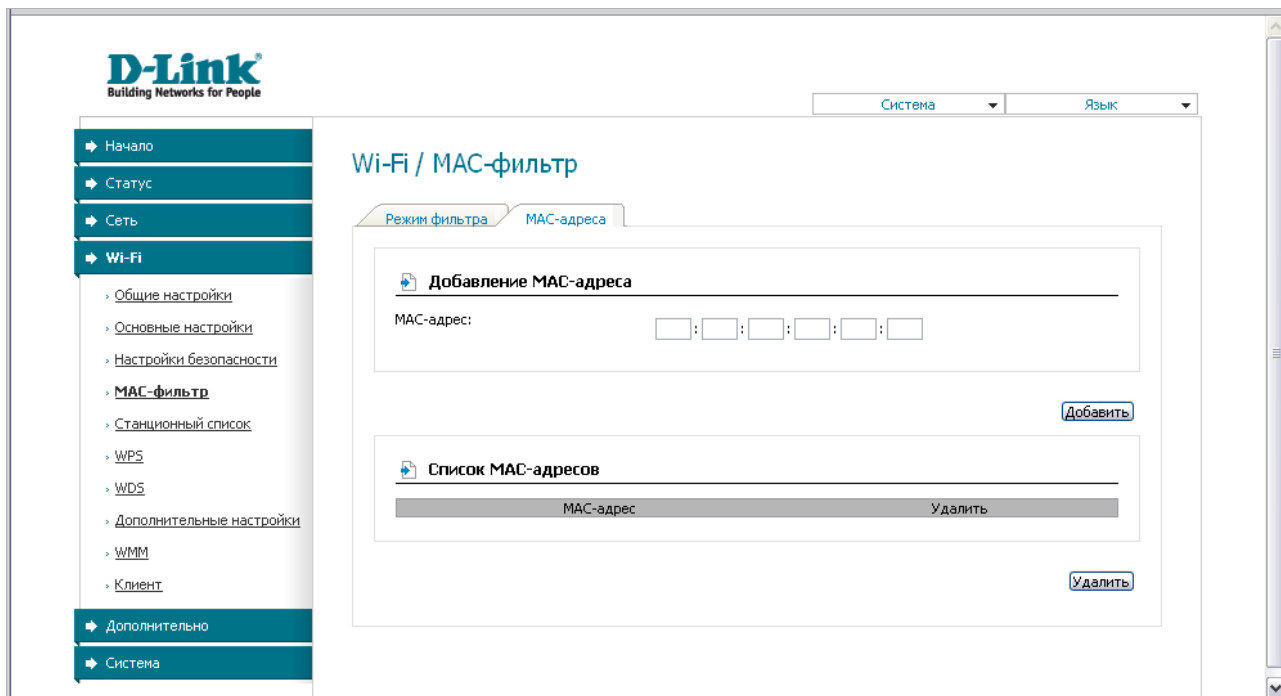 D-Link
Building Networks for People
Система
Язык
Начало
Статус
Сеть
Wi-Fi
Общие настройки
Основные настройки
Настройки безопасности
MAC-фильтр
Станционный список
WPS
WDS
Дополнительные настройки
WMM
Клиент
Дополнительно
Система
Wi-Fi / MAC-фильтр
Режим фильтра
MAC-адреса
Добавление MAC-адреса
MAC-адрес:
: : : : :
Добавить
Список MAC-адресов
MAC-адрес Удалить
Удалить